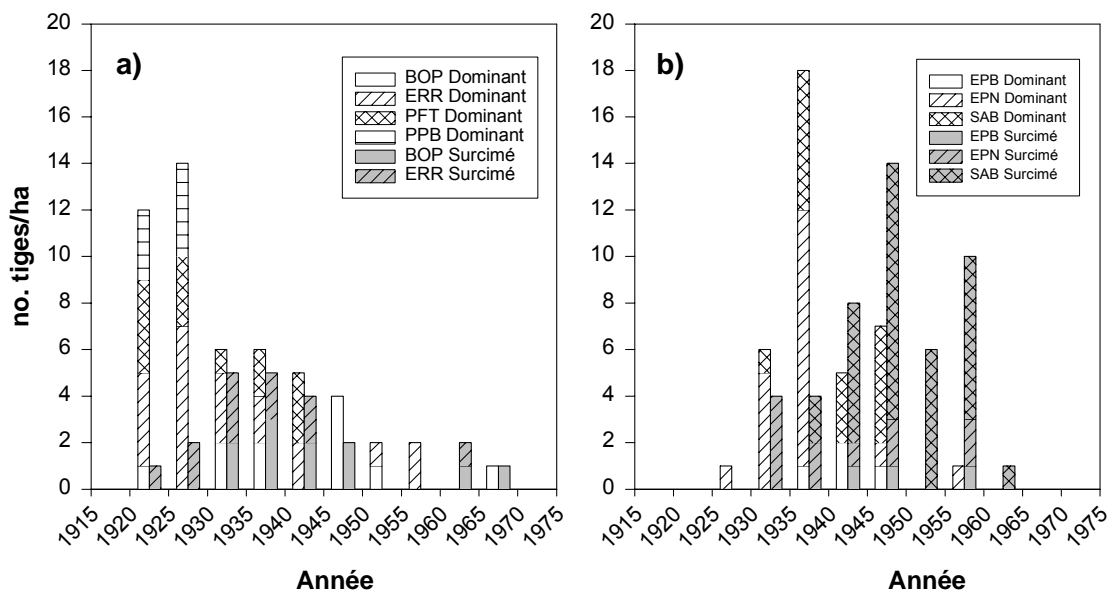 a)
20
18
16
14
12
10
8
6
4
2
0
no. tiges/ha
BOP Dominant
ERR Dominant
PFT Dominant
PPB Dominant
BOP Surcimé
ERR Surcimé
1915 1920 1925 1930 1935 1940 1945 1950 1955 1960 1965 1970 1975
Année
b)
20
18
16
14
12
10
8
6
4
2
0
EPB Dominant
EPN Dominant
SAB Dominant
EPB Surcimé
EPN Surcimé
SAB Surcimé
1915 1920 1925 1930 1935 1940 1945 1950 1955 1960 1965 1970 1975
Année